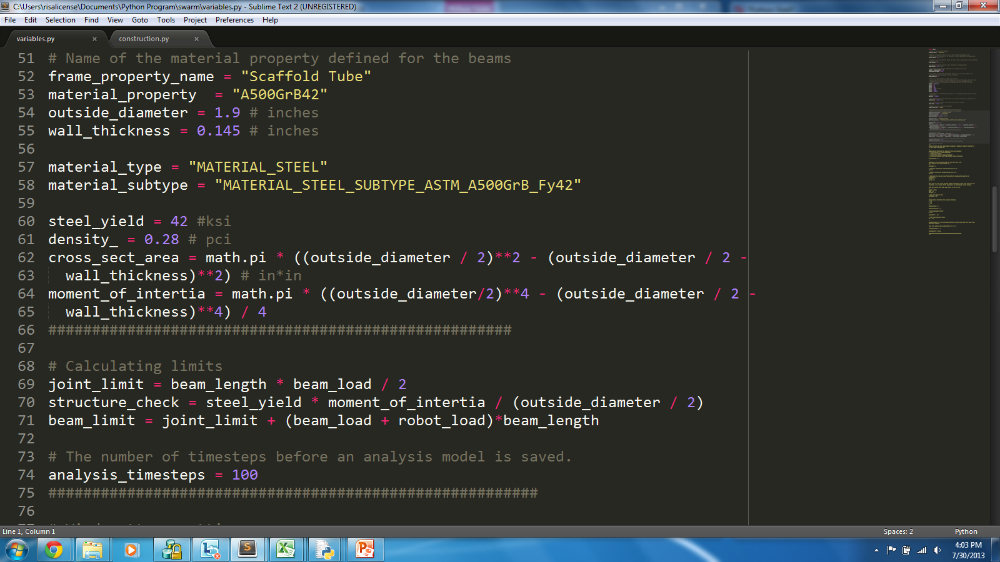 C:\Users\risalicense\Documents\Python Program\swarm\variables.py - Sublime Text 2 (UNREGISTERED)
File Edit Selection Find View Goto Tools Project Preferences Help
variables.py × construction.py ×
51 # Name of the material property defined for the beams
52 frame_property_name = "Scaffold Tube"
53 material_property  = "A500GrB42"
54 outside_diameter = 1.9 # inches
55 wall_thickness = 0.145 # inches
56
57 material_type = "MATERIAL_STEEL"
58 material_subtype = "MATERIAL_STEEL_SUBTYPE_ASTM_A500GrB_Fy42"
59
60 steel_yield = 42 #ksi
61 density_ = 0.28 # pci
62 cross_sect_area = math.pi * ((outside_diameter / 2)**2 - (outside_diameter / 2 -
63   wall_thickness)**2) # in*in
64 moment_of_intertia = math.pi * ((outside_diameter/2)**4 - (outside_diameter / 2 -
65   wall_thickness)**4) / 4
66 #####################################################
67
68 # Calculating limits
69 joint_limit = beam_length * beam_load / 2
70 structure_check = steel_yield * moment_of_intertia / (outside_diameter / 2)
71 beam_limit = joint_limit + (beam_load + robot_load)*beam_length
72
73 # The number of timesteps before an analysis model is saved.
74 analysis_timesteps = 100
75 ########################################################
76
Line 1, Column 1 Spaces: 2 Python
4:03 PM
7/30/2013